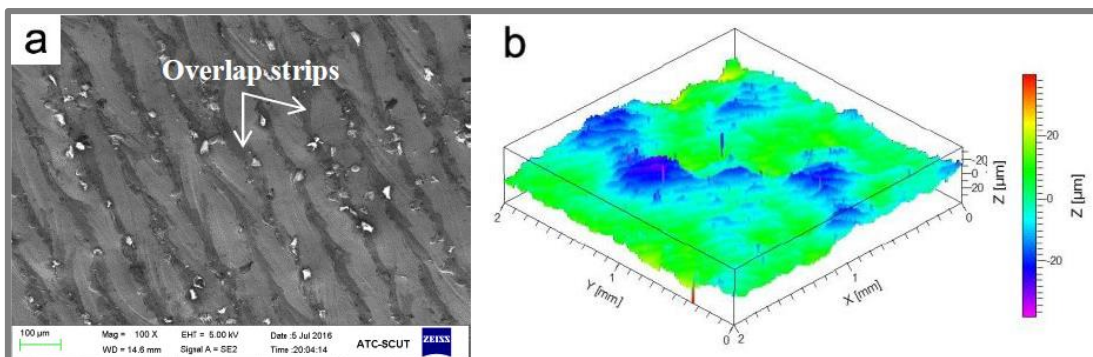 a
Overlap strips
100 µm
Mag = 100 X
EHT = 5.00 kV
Date :5 Jul 2016
WD = 14.6 mm
Signal A = SE2
Time :20:04:14
ATC-SCUT
ZEISS
b
2
1
0
Y [mm]
2
1
0
X [mm]
-20
0
20
Z [µm]
20
0
-20
Z [µm]